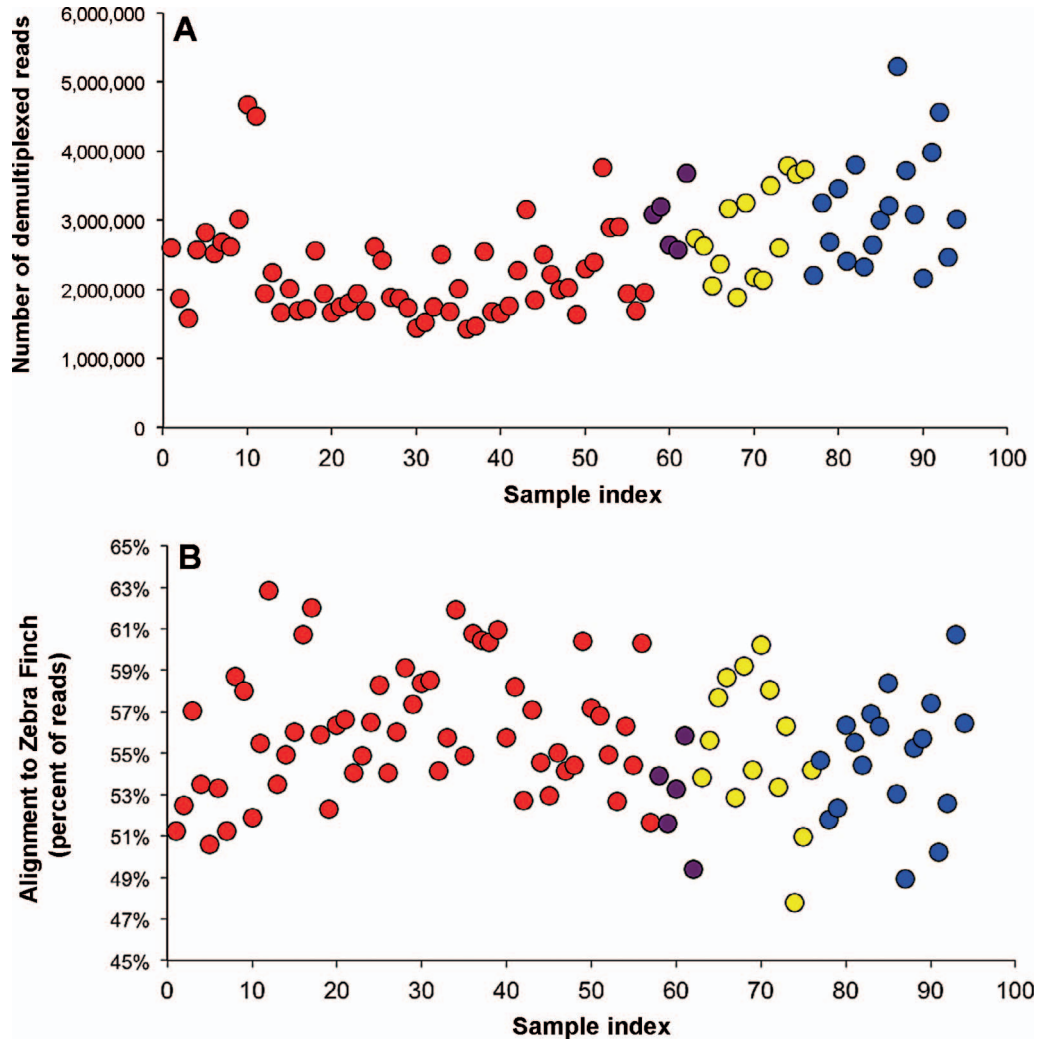 A
Number of demultiplexed reads
6,000,000
5,000,000
4,000,000
3,000,000
2,000,000
1,000,000
0
0 10 20 30 40 50 60 70 80 90 100
Sample index
B
Alignment to Zebra Finch
(percent of reads)
65%
63%
61%
59%
57%
55%
53%
51%
49%
47%
45%
0 10 20 30 40 50 60 70 80 90 100
Sample index